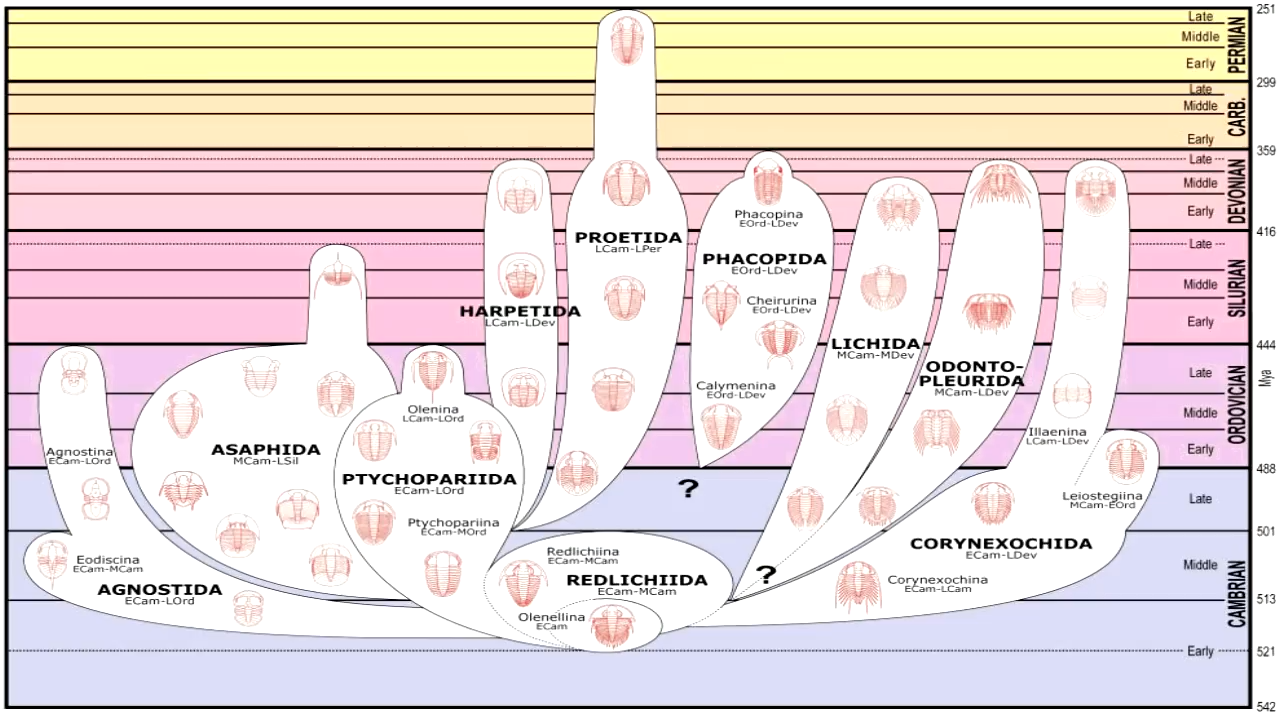 251
Late
Middle
Early
PERMIAN
299
Late
Middle
Early
CARB.
359
Late
Middle
Early
DEVONIAN
416
Late
Middle
Early
SILURIAN
444
Mya
Late
Middle
Early
ORDOVICIAN
488
Late
501
Middle
513
CAMBRIAN
Early
521
542
Agnostina
ECam-LOrd
Eodiscina
ECam-MCam
AGNOSTIDA
ECam-LOrd
ASAPHIDA
MCam-LSil
Olenina
LCam-LOrd
PTYCHOPARIIDA
ECam-LOrd
Ptychopariina
ECam-MOrd
HARPETIDA
LCam-LDev
PROETIDA
LCam-LPer
Redlichiina
ECam-MCam
REDLICHIIDA
ECam-MCam
Olenellina
ECam
Phacopina
EOrd-LDev
PHACOPIDA
EOrd-LDev
Cheirurina
EOrd-LDev
Calymenina
EOrd-LDev
?
?
LICHIDA
MCam-MDev
ODONTO-
PLEURIDA
MCam-LDev
Illaenina
LCam-LDev
Leiostegiina
MCam-EOrd
CORYNEXOCHIDA
ECam-LDev
Corynexochina
ECam-LCam